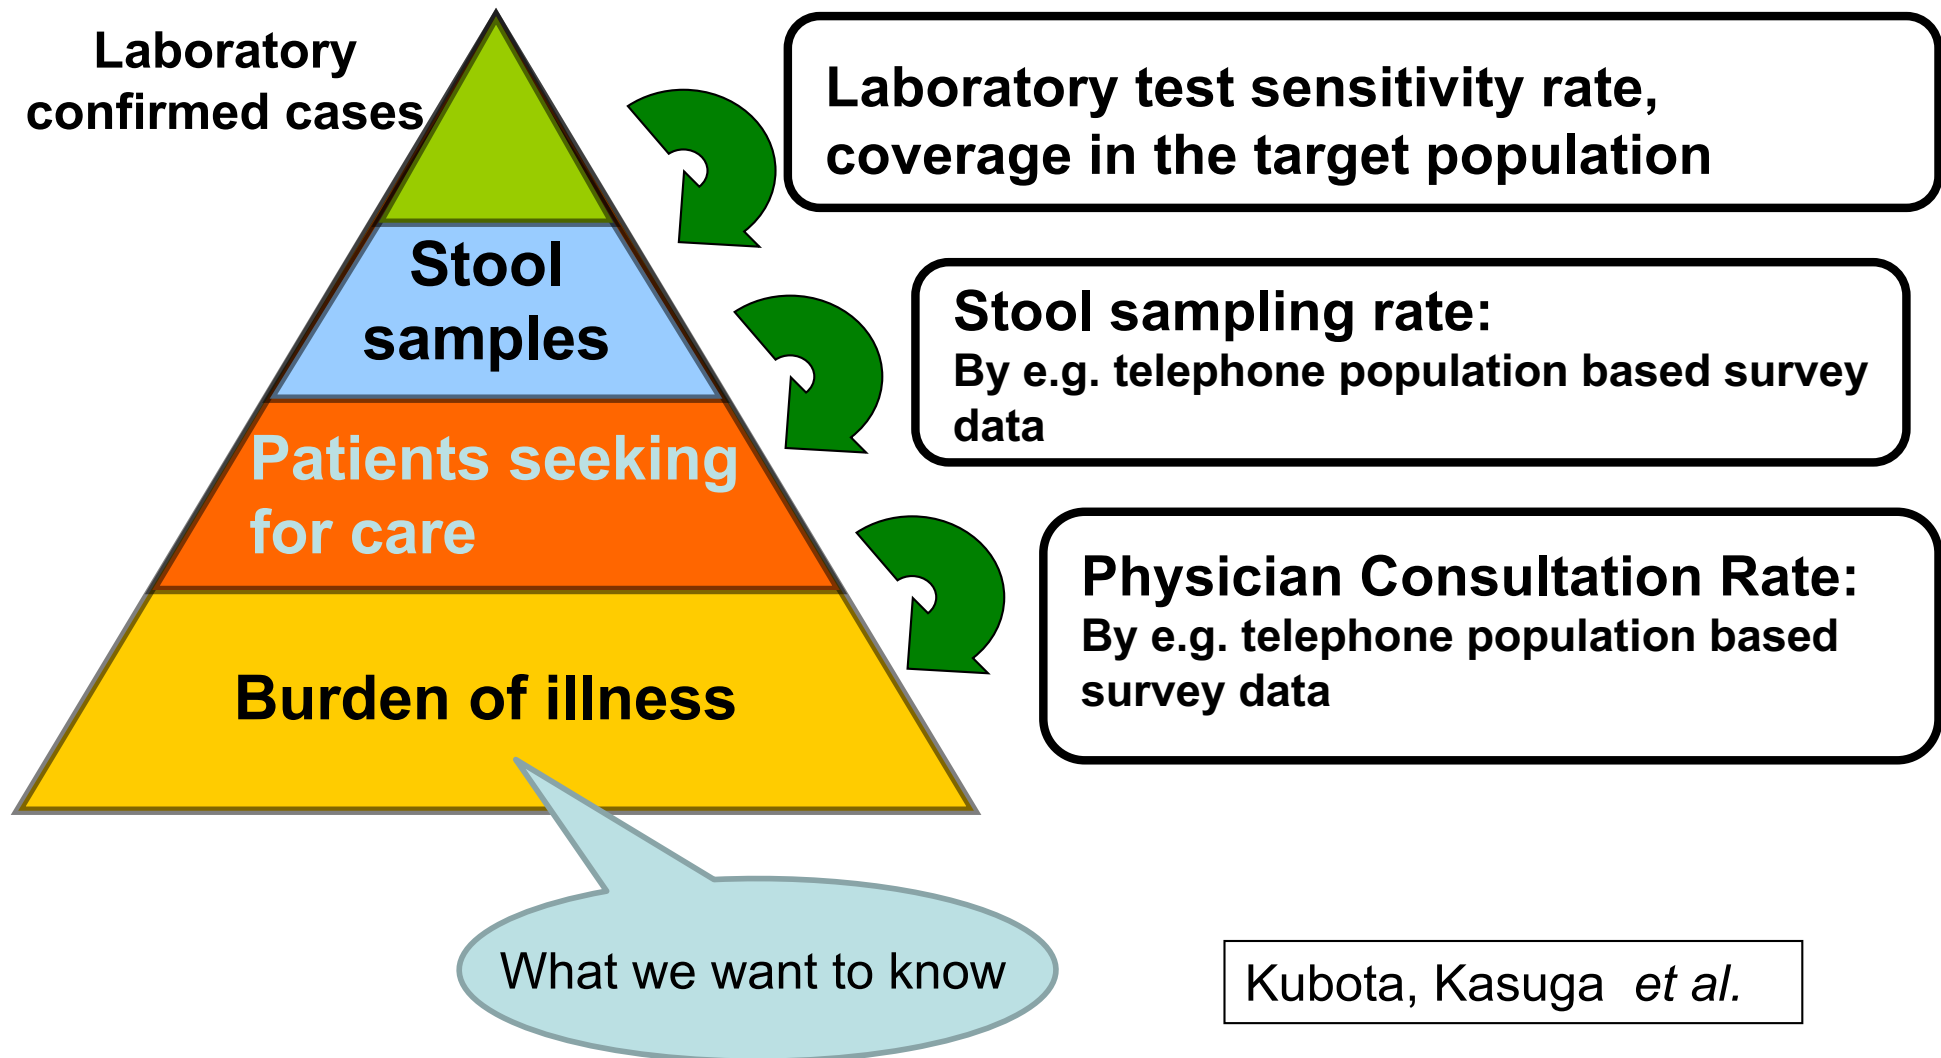 Laboratory
confirmed cases
Laboratory test sensitivity rate,
coverage in the target population
Stool
samples
Stool sampling rate:
By e.g. telephone population based survey
data
Patients seeking
for care
Physician Consultation Rate:
By e.g. telephone population based
survey data
Burden of illness
What we want to know
Kubota, Kasuga et al.